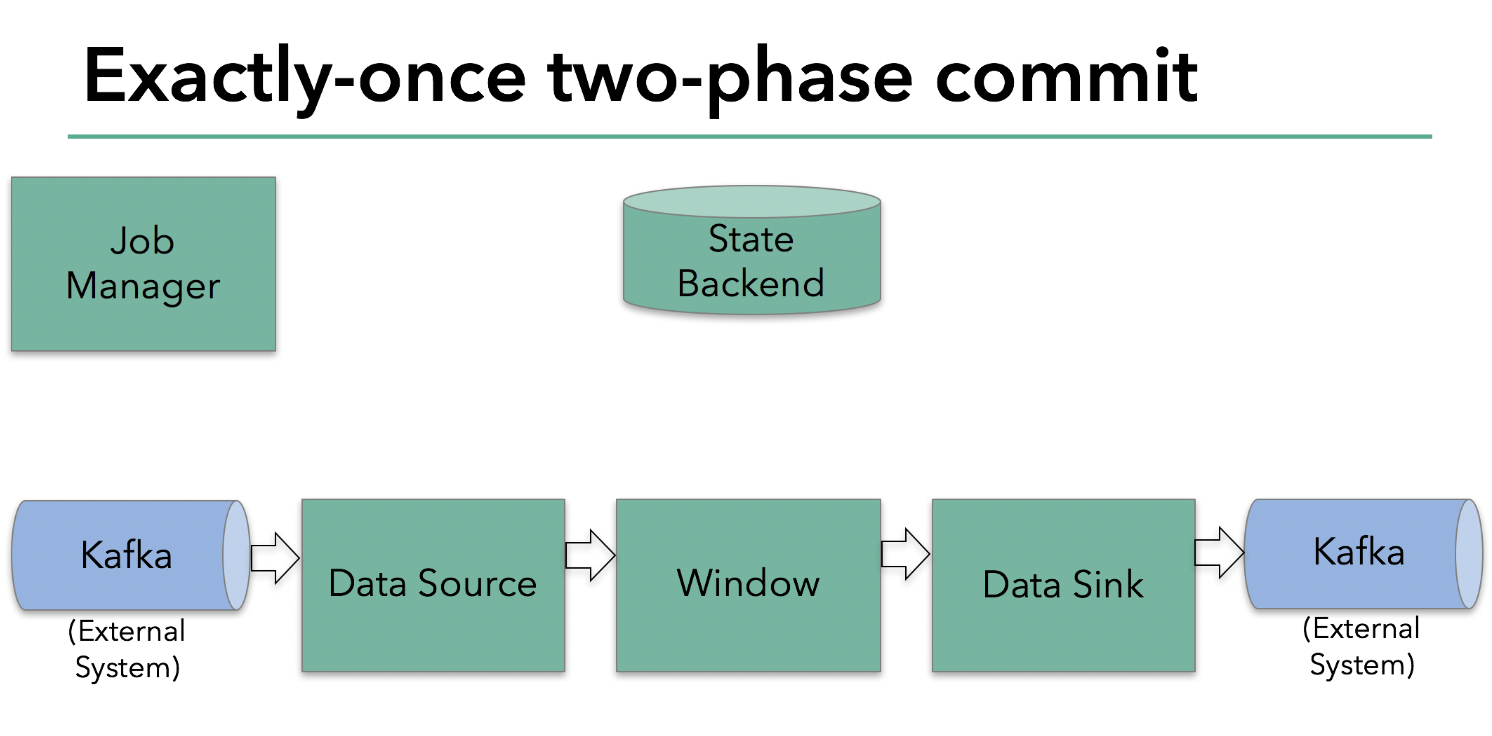 Exactly-once two-phase commit
Job
Manager
State
Backend
Kafka
(External
System)
Data Source
Window
Data Sink
Kafka
(External
System)